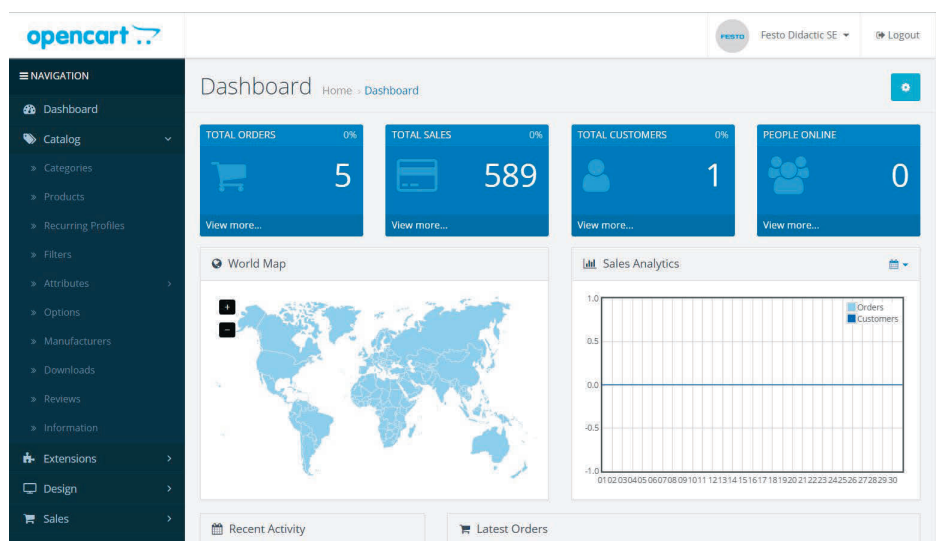 opencart
FESTO
Festo Didactic SE
Logout
NAVIGATION
Dashboard
Catalog
» Categories
» Products
» Recurring Profiles
» Filters
» Attributes
» Options
» Manufacturers
» Downloads
» Reviews
» Information
Extensions
Design
Sales
Dashboard Home › Dashboard
TOTAL ORDERS 0%
5
View more...
TOTAL SALES 0%
589
View more...
TOTAL CUSTOMERS 0%
1
View more...
PEOPLE ONLINE
0
View more...
World Map
+
-
Sales Analytics
Orders
Customers
1.0
0.5
0.0
-0.5
-1.0
01 02 03 04 05 06 07 08 09 10 11 12 13 14 15 16 17 18 19 20 21 22 23 24 25 26 27 28 29 30
Recent Activity
Latest Orders